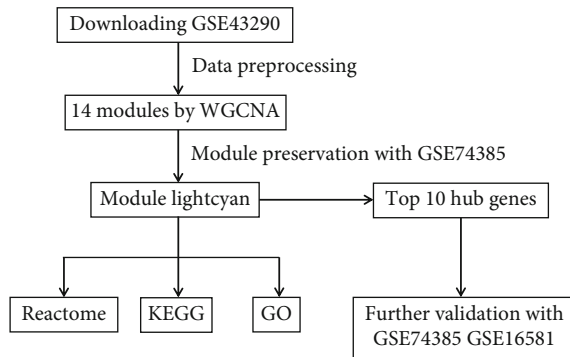 Downloading GSE43290
Data preprocessing
14 modules by WGCNA
Module preservation with GSE74385
Module lightcyan
Top 10 hub genes
Reactome
KEGG
GO
Further validation with
GSE74385 GSE16581